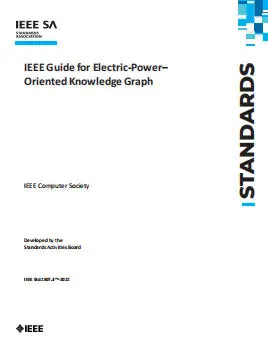 IEEE SA
STANDARDS
ASSOCIATION
IEEE Guide for Electric-Power–
Oriented Knowledge Graph
STANDARDS
IEEE Computer Society
Developed by the
Standards Activities Board
IEEE Std 2807.3™-2022
IEEE